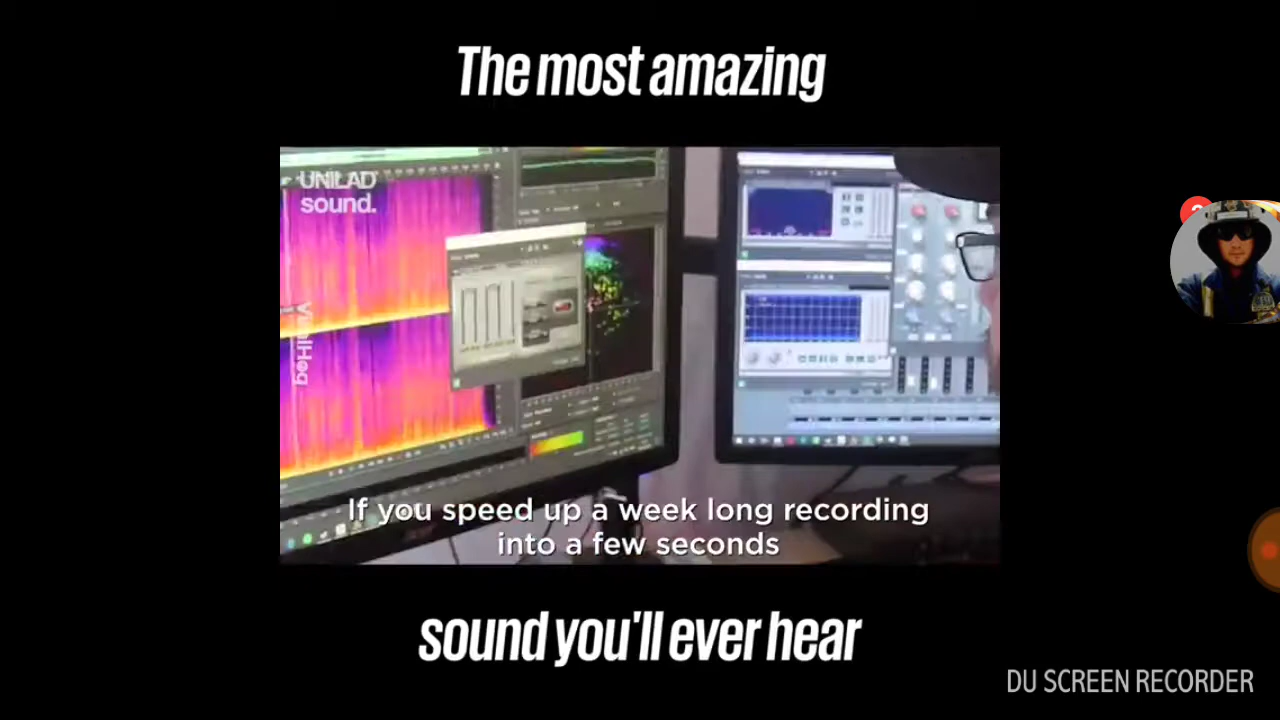 The most amazing
UNILAD
sound.
ViralHog
If you speed up a week long recording
into a few seconds
sound you'll ever hear
DU SCREEN RECORDER